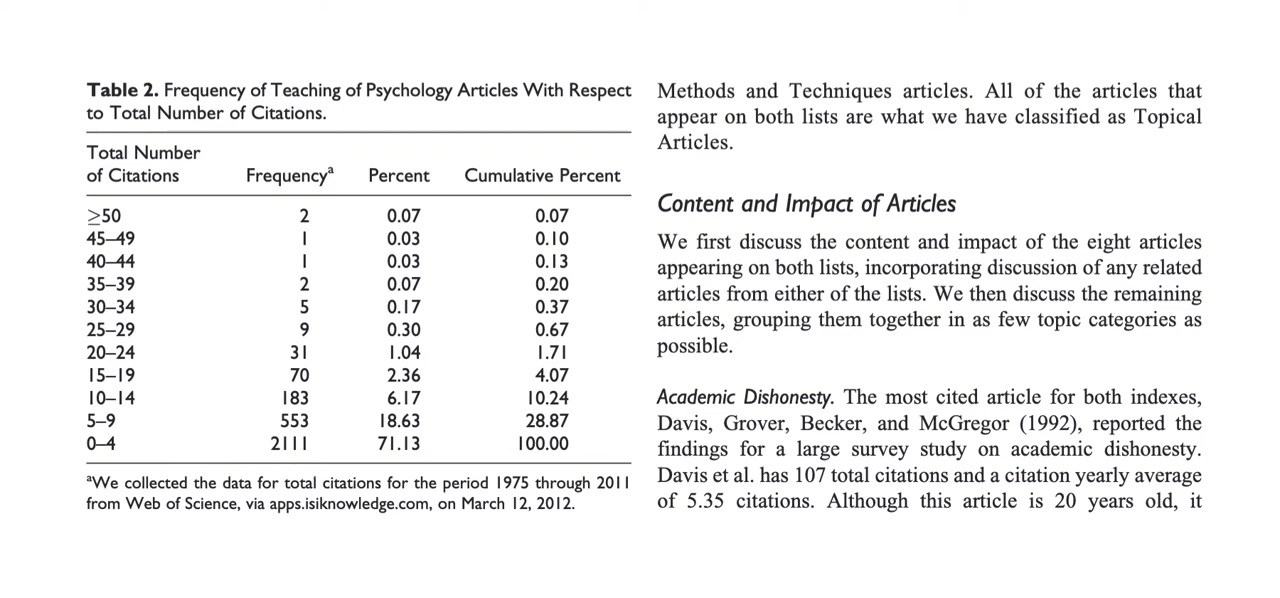 Table 2. Frequency of Teaching of Psychology Articles With Respect
to Total Number of Citations.
Total Number
of Citations Frequencyᵃ Percent Cumulative Percent
≥50 2 0.07 0.07
45–49 1 0.03 0.10
40–44 1 0.03 0.13
35–39 2 0.07 0.20
30–34 5 0.17 0.37
25–29 9 0.30 0.67
20–24 31 1.04 1.71
15–19 70 2.36 4.07
10–14 183 6.17 10.24
5–9 553 18.63 28.87
0–4 2111 71.13 100.00
ᵃWe collected the data for total citations for the period 1975 through 2011
from Web of Science, via apps.isiknowledge.com, on March 12, 2012.
Methods and Techniques articles. All of the articles that
appear on both lists are what we have classified as Topical
Articles.
Content and Impact of Articles
We first discuss the content and impact of the eight articles
appearing on both lists, incorporating discussion of any related
articles from either of the lists. We then discuss the remaining
articles, grouping them together in as few topic categories as
possible.
Academic Dishonesty. The most cited article for both indexes,
Davis, Grover, Becker, and McGregor (1992), reported the
findings for a large survey study on academic dishonesty.
Davis et al. has 107 total citations and a citation yearly average
of 5.35 citations. Although this article is 20 years old, it